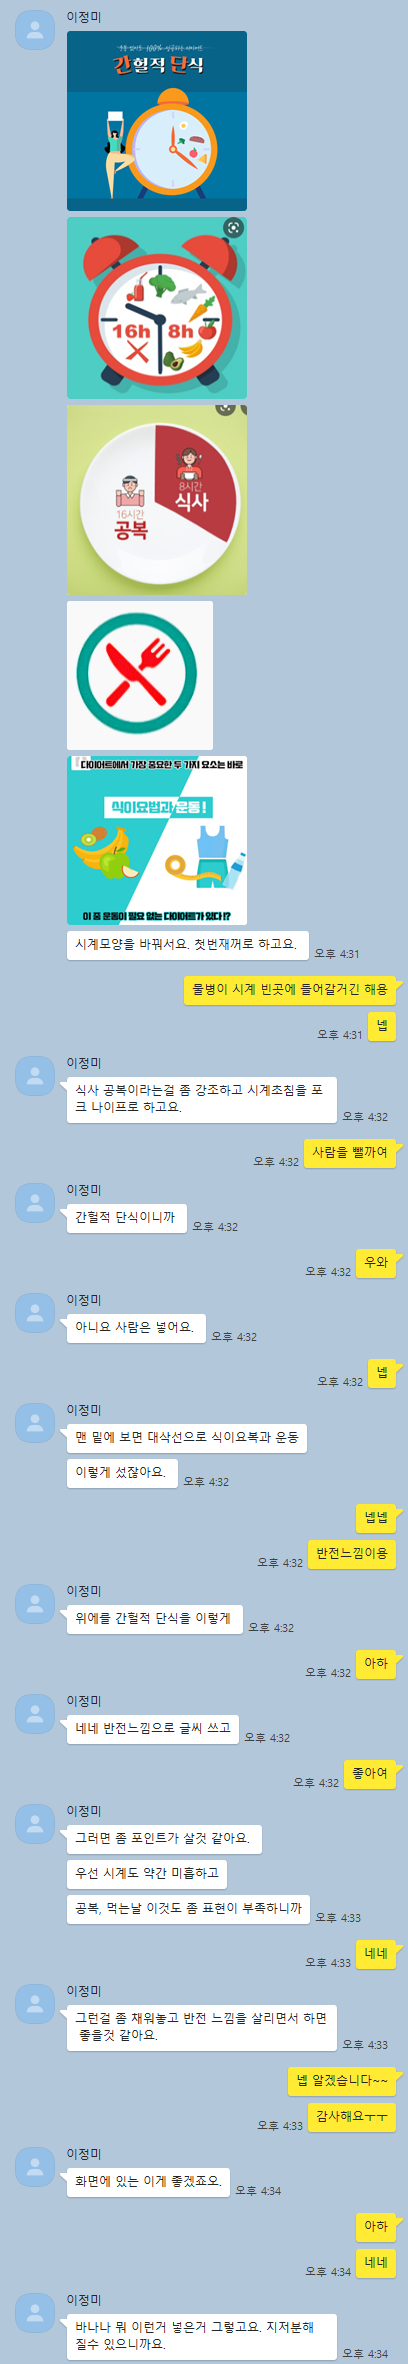 이정미
간헐적 단식
16h
8h
8시간
식사
16시간
공복
다이어트에서 가장 중요한 두 가지 요소는 바로
식이요법과 운동!
이 중 운동이 필요 없는 다이어트가 있다!?
시계모양을 바꿔서요. 첫번재꺼로 하고요.
오후 4:31
물병이 시계 빈곳에 들어갈거긴 해용
넵
오후 4:31
이정미
식사 공복이라는걸 좀 강조하고 시계초침을 포
크 나이프로 하고요.
오후 4:32
사람을 뺄까여
오후 4:32
이정미
간헐적 단식이니까
오후 4:32
우와
오후 4:32
이정미
아니요 사람은 넣어요.
오후 4:32
넵
오후 4:32
이정미
맨 밑에 보면 대삭선으로 식이요복과 운동
이렇게 섰잖아요.
오후 4:32
넵넵
반전느낌이용
오후 4:32
이정미
위에를 간헐적 단식을 이렇게
오후 4:32
아하
오후 4:32
이정미
네네 반전느낌으로 글씨 쓰고
오후 4:32
좋아여
오후 4:32
이정미
그러면 좀 포인트가 살것 같아요.
우선 시계도 약간 미흡하고
공복, 먹는날 이것도 좀 표현이 부족하니까
오후 4:33
네네
오후 4:33
이정미
그런걸 좀 채워놓고 반전 느낌을 살리면서 하면
좋을것 같아요.
오후 4:33
넵 알겠습니다~~
감사해요ㅜㅜ
오후 4:33
이정미
화면에 있는 이게 좋겠죠오.
오후 4:34
아하
네네
오후 4:34
이정미
바나나 뭐 이런거 넣은거 그렇고요. 지저분해
질수 있으니까요.
오후 4:34